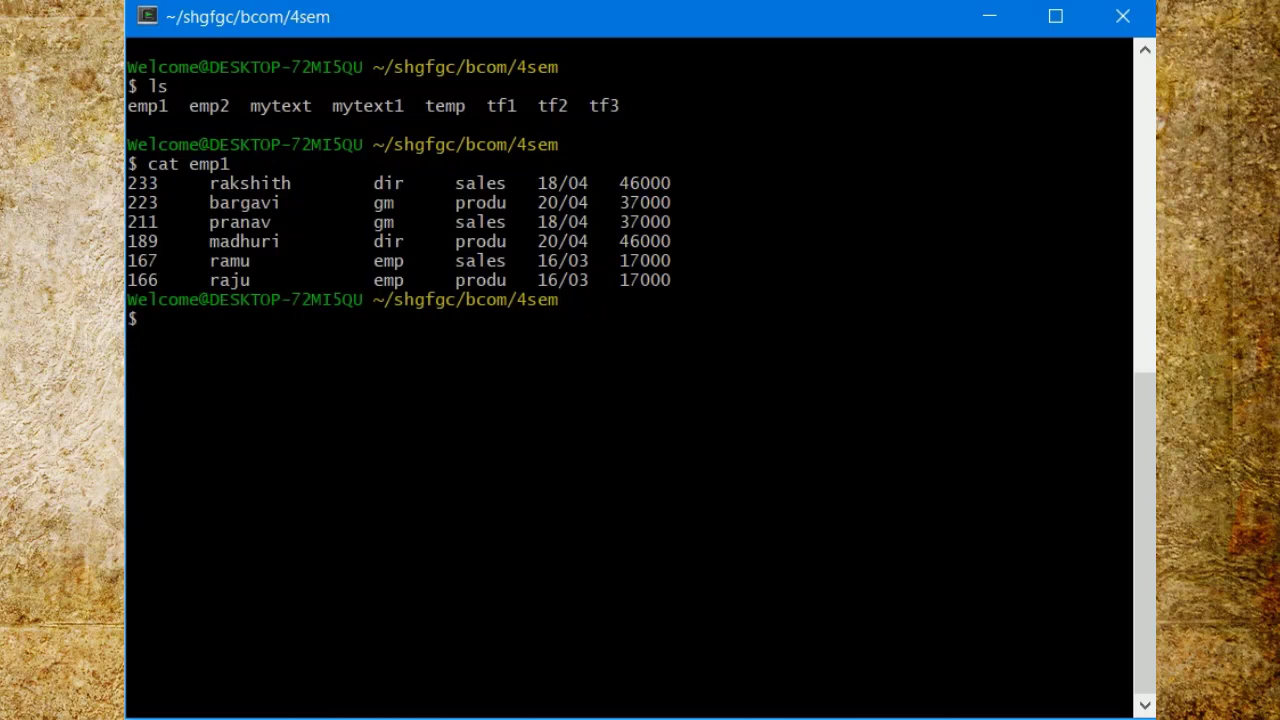 ~/shgfgc/bcom/4sem
Welcome@DESKTOP-72MI5QU ~/shgfgc/bcom/4sem
$ ls
emp1 emp2 mytext mytext1 temp tf1 tf2 tf3
Welcome@DESKTOP-72MI5QU ~/shgfgc/bcom/4sem
$ cat emp1
233 rakshith dir sales 18/04 46000
223 bargavi gm produ 20/04 37000
211 pranav gm sales 18/04 37000
189 madhuri dir produ 20/04 46000
167 ramu emp sales 16/03 17000
166 raju emp produ 16/03 17000
Welcome@DESKTOP-72MI5QU ~/shgfgc/bcom/4sem
$